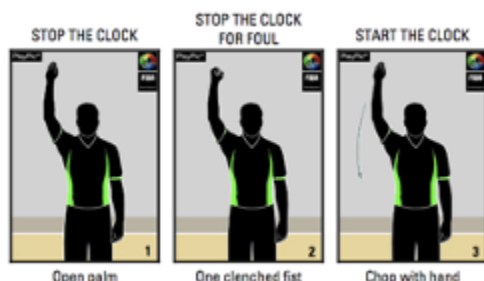 STOP THE CLOCK
STOP THE CLOCK
FOR FOUL
START THE CLOCK
1
2
3
Open palm
One clenched fist
Chop with hand